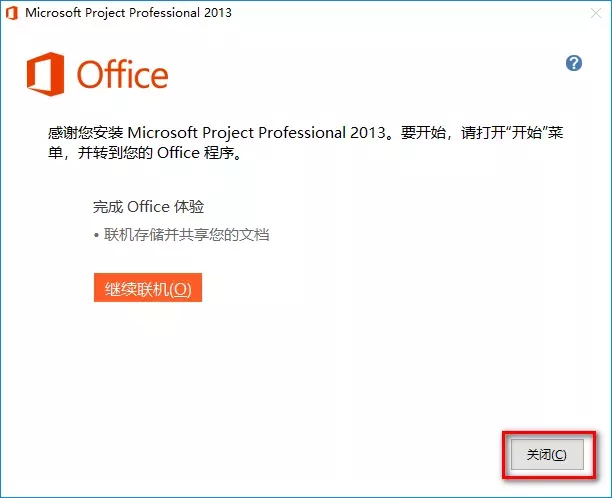 Microsoft Project Professional 2013
Office
?
感谢您安装 Microsoft Project Professional 2013。要开始，请打开“开始”菜
单，并转到您的 Office 程序。
完成 Office 体验
• 联机存储并共享您的文档
继续联机(O)
关闭(C)